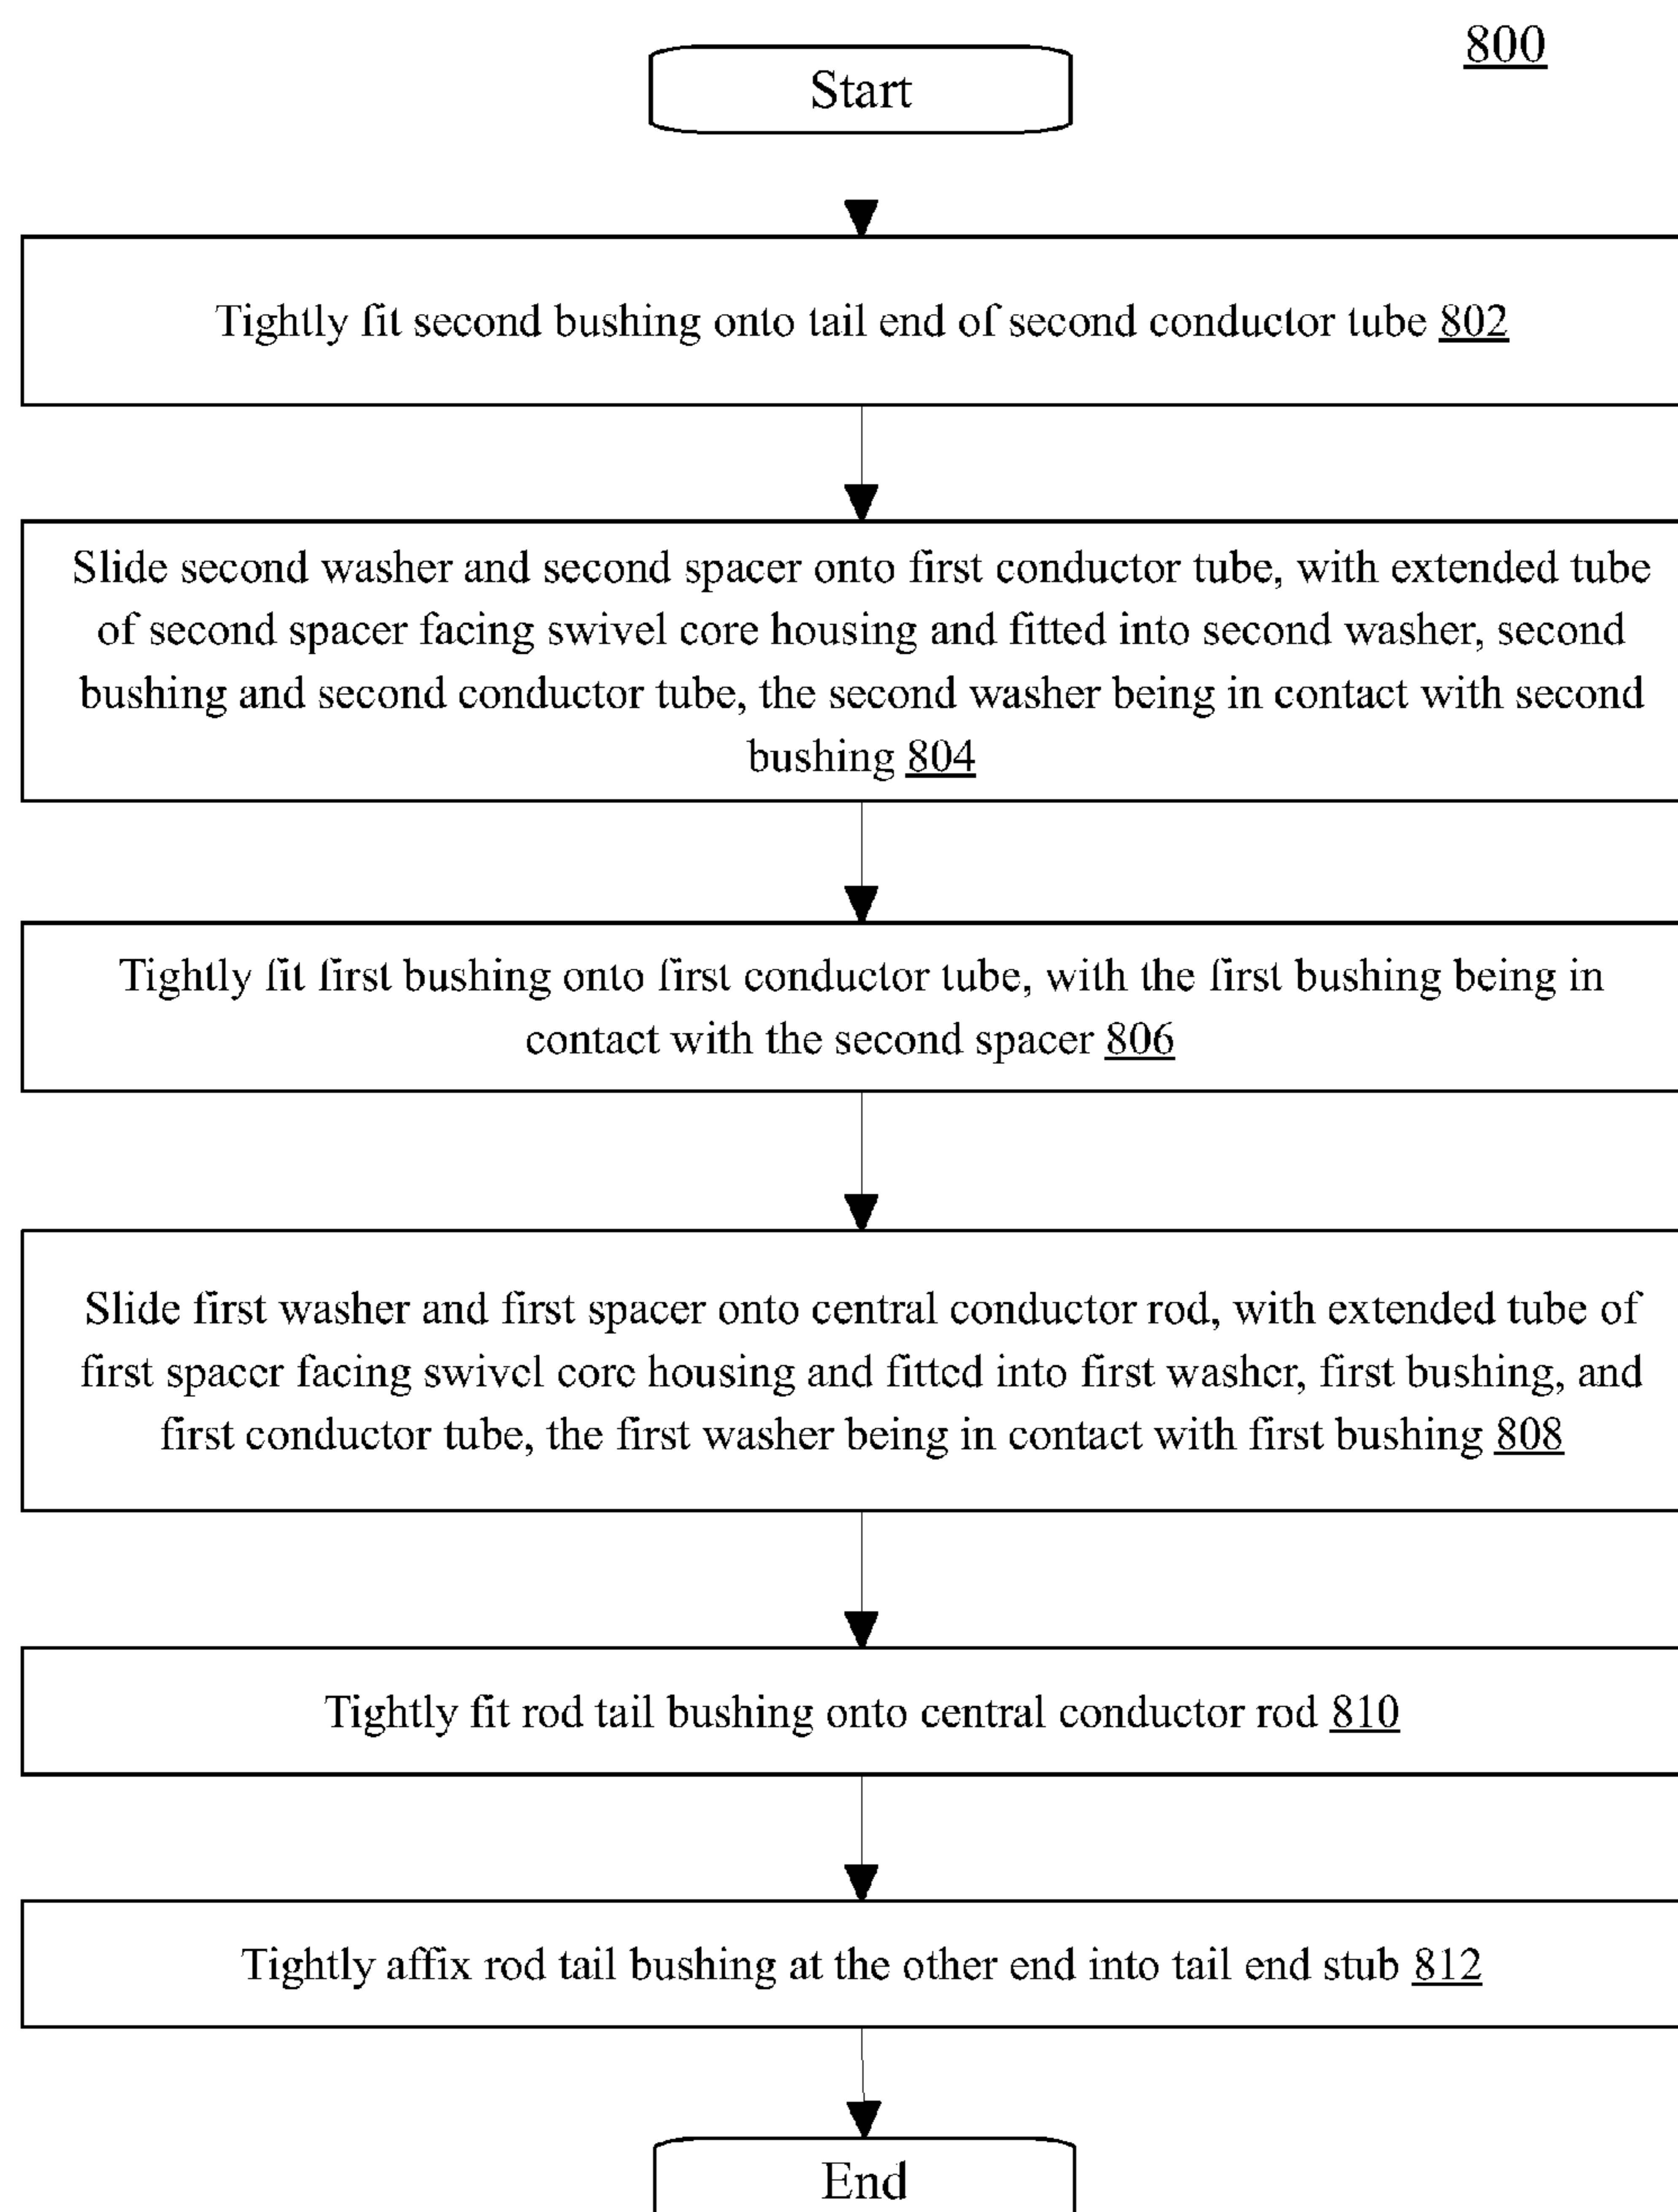 800
Start
Tightly fit second bushing onto tail end of second conductor tube 802
Slide second washer and second spacer onto first conductor tube, with extended tube
of second spacer facing swivel core housing and fitted into second washer, second
bushing and second conductor tube, the second washer being in contact with second
bushing 804
Tightly fit first bushing onto first conductor tube, with the first bushing being in
contact with the second spacer 806
Slide first washer and first spacer onto central conductor rod, with extended tube of
first spacer facing swivel core housing and fitted into first washer, first bushing, and
first conductor tube, the first washer being in contact with first bushing 808
Tightly fit rod tail bushing onto central conductor rod 810
Tightly affix rod tail bushing at the other end into tail end stub 812
End